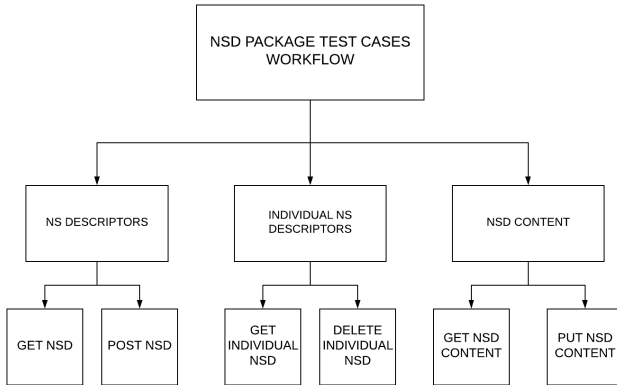 NSD PACKAGE TEST CASES
WORKFLOW
NS DESCRIPTORS
INDIVIDUAL NS
DESCRIPTORS
NSD CONTENT
GET NSD
POST NSD
GET
INDIVIDUAL
NSD
DELETE
INDIVIDUAL
NSD
GET NSD
CONTENT
PUT NSD
CONTENT